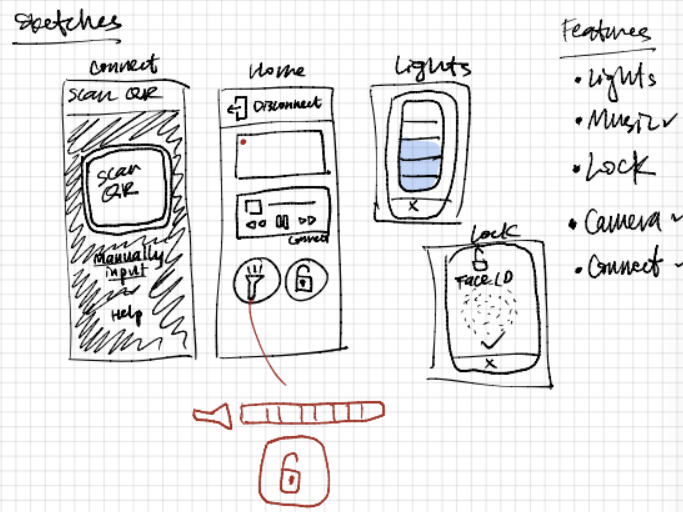 Sketches
Features
Connect
Home
Lights
Scan QR
Disconnect
Scan
QR
Manually
input
Help
Connect
X
Lock
Face ID
X
• Lights
• Music ✓
• Lock
• Camera ✓
• Connect ✓